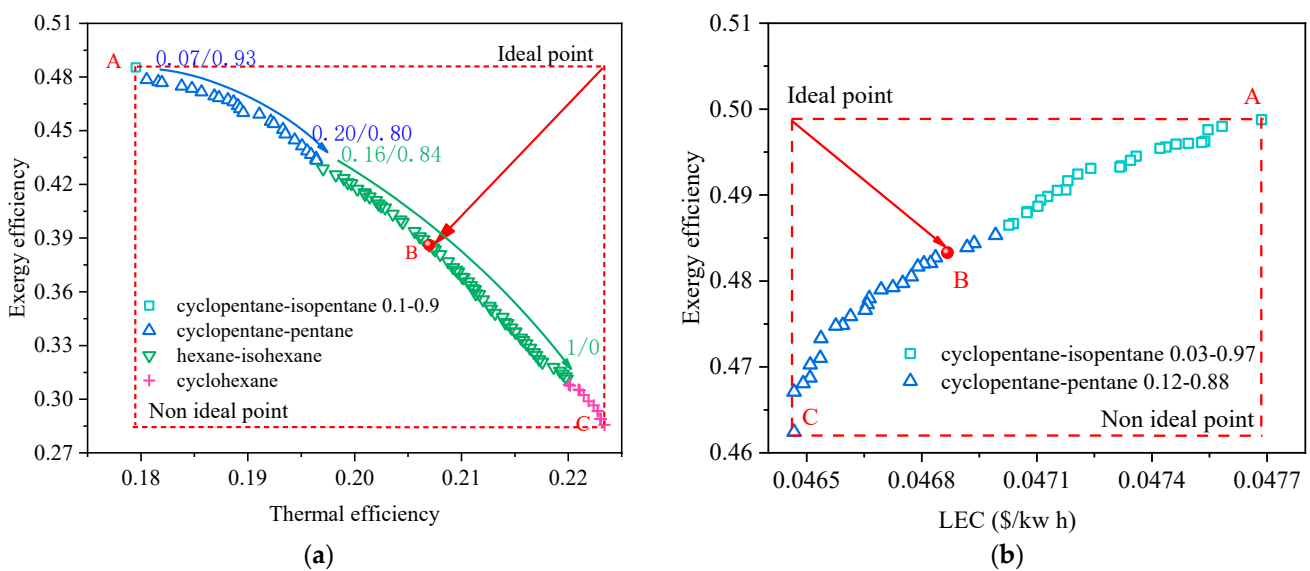 0.51
0.48
0.45
0.42
0.39
0.36
0.33
0.30
0.27
Exergy efficiency
A
0.07/0.93
Ideal point
0.20/0.80
0.16/0.84
B
cyclopentane-isopentane 0.1-0.9
cyclopentane-pentane
hexane-isohexane
cyclohexane
1/0
Non ideal point
C
0.18
0.19
0.20
0.21
0.22
Thermal efficiency
(a)
0.51
0.50
0.49
0.48
0.47
0.46
Exergy efficiency
Ideal point
A
B
cyclopentane-isopentane 0.03-0.97
cyclopentane-pentane 0.12-0.88
C
Non ideal point
0.0465
0.0468
0.0471
0.0474
0.0477
LEC ($/kw h)
(b)